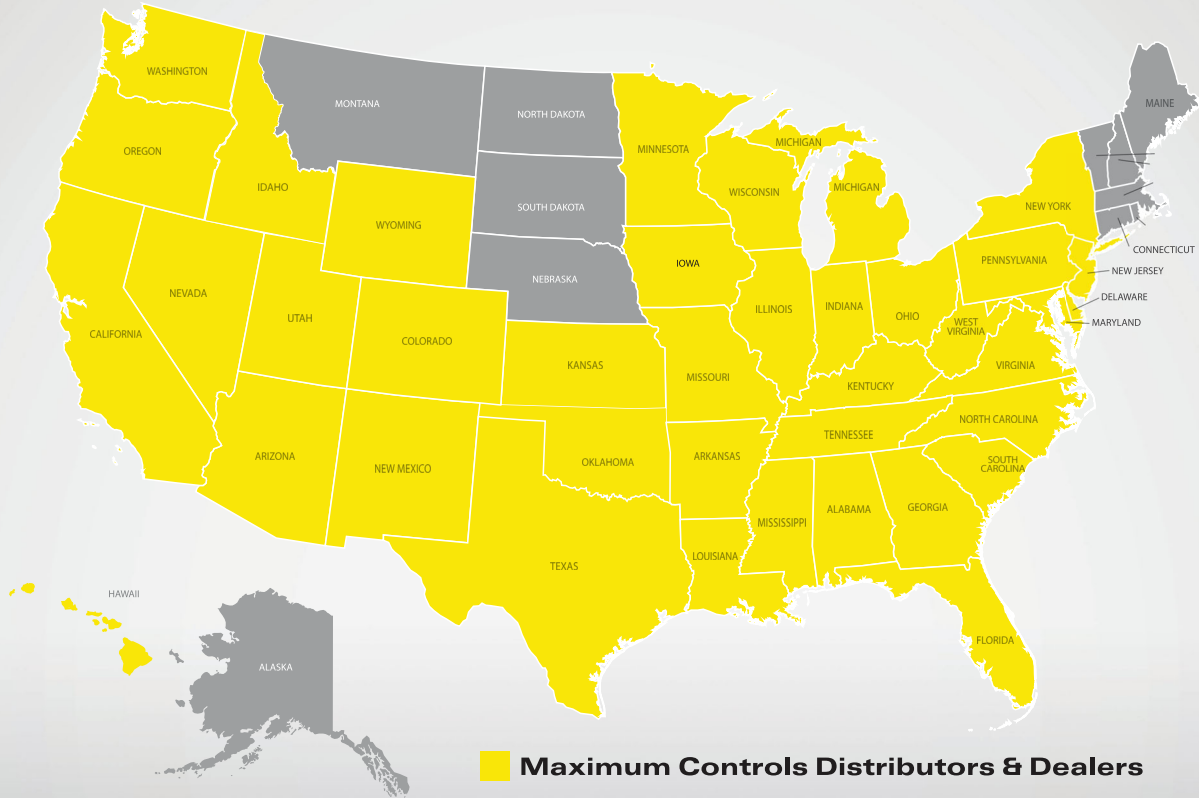 WASHINGTON
MONTANA
NORTH DAKOTA
MAINE
OREGON
MINNESOTA
MICHIGAN
IDAHO
WISCONSIN
MICHIGAN
SOUTH DAKOTA
NEW YORK
WYOMING
CONNECTICUT
IOWA
PENNSYLVANIA
NEW JERSEY
NEBRASKA
NEVADA
DELAWARE
ILLINOIS
INDIANA
UTAH
OHIO
WEST
VIRGINIA
MARYLAND
CALIFORNIA
COLORADO
KANSAS
VIRGINIA
MISSOURI
KENTUCKY
NORTH CAROLINA
TENNESSEE
ARIZONA
NEW MEXICO
OKLAHOMA
ARKANSAS
SOUTH
CAROLINA
GEORGIA
ALABAMA
MISSISSIPPI
LOUISIANA
TEXAS
HAWAII
FLORIDA
ALASKA
Maximum Controls Distributors & Dealers